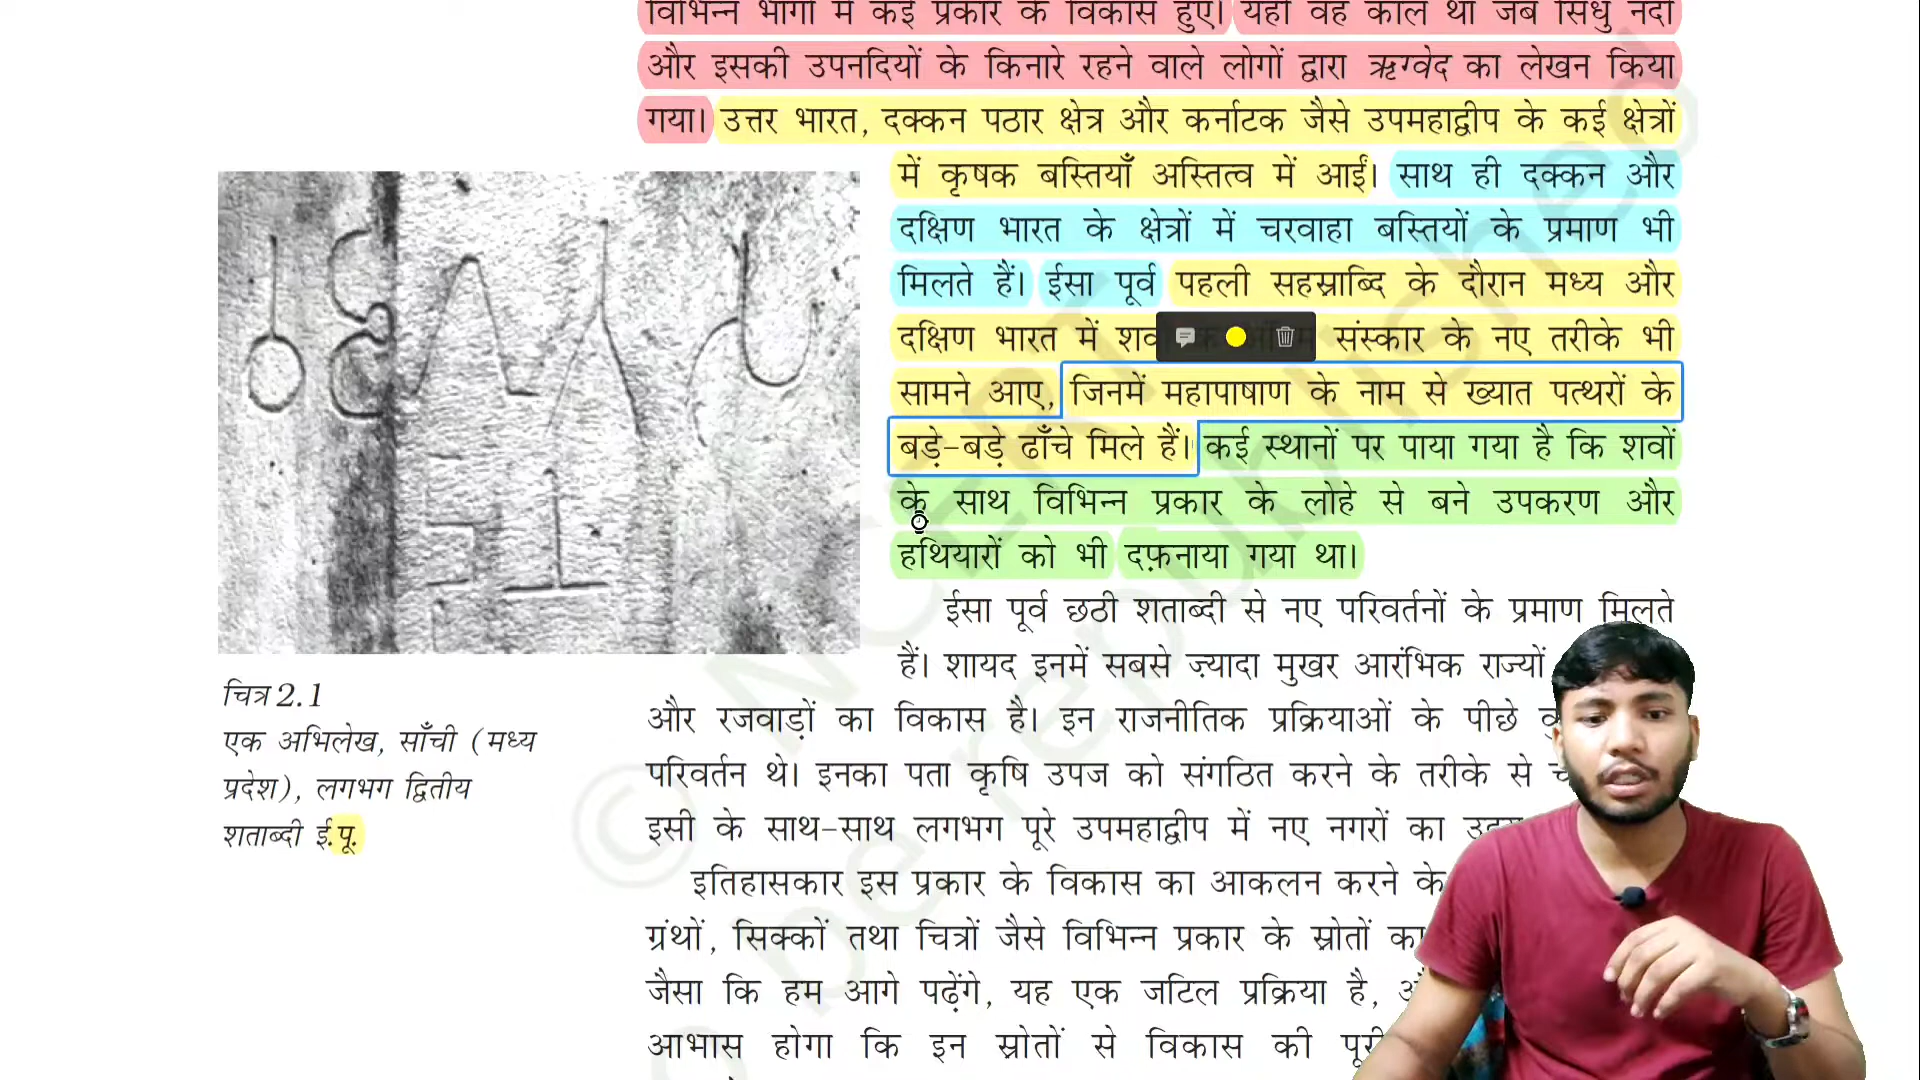 विभिन्न भागों में कई प्रकार के विकास हुए। यही वह काल था जब सिंधु नदी
और इसकी उपनदियों के किनारे रहने वाले लोगों द्वारा ऋग्वेद का लेखन किया
गया। उत्तर भारत, दक्कन पठार क्षेत्र और कर्नाटक जैसे उपमहाद्वीप के कई क्षेत्रों
में कृषक बस्तियाँ अस्तित्व में आईं। साथ ही दक्कन और
दक्षिण भारत के क्षेत्रों में चरवाहा बस्तियों के प्रमाण भी
मिलते हैं। ईसा पूर्व पहली सहस्राब्दि के दौरान मध्य और
दक्षिण भारत में संस्कार के नए तरीके भी
सामने आए, जिनमें महापाषाण के नाम से ख्यात पत्थरों के
बड़े-बड़े ढाँचे मिले हैं। कई स्थानों पर पाया गया है कि शवों
के साथ विभिन्न प्रकार के लोहे से बने उपकरण और
हथियारों को भी दफ़नाया गया था।
ईसा पूर्व छठी शताब्दी से नए परिवर्तनों के प्रमाण मिलते
हैं। शायद इनमें सबसे ज़्यादा मुखर आरंभिक राज्यों
और रजवाड़ों का विकास है। इन राजनीतिक प्रक्रियाओं के पीछे
परिवर्तन थे। इनका पता कृषि उपज को संगठित करने के तरीके से
इसी के साथ-साथ लगभग पूरे उपमहाद्वीप में नए नगरों का
इतिहासकार इस प्रकार के विकास का आकलन करने के
ग्रंथों, सिक्कों तथा चित्रों जैसे विभिन्न प्रकार के स्रोतों का
जैसा कि हम आगे पढ़ेंगे, यह एक जटिल प्रक्रिया है,
आभास होगा कि इन स्रोतों से विकास की
चित्र 2.1
एक अभिलेख, साँची (मध्य
प्रदेश), लगभग द्वितीय
शताब्दी ई.पू.
© NCERT
be republished